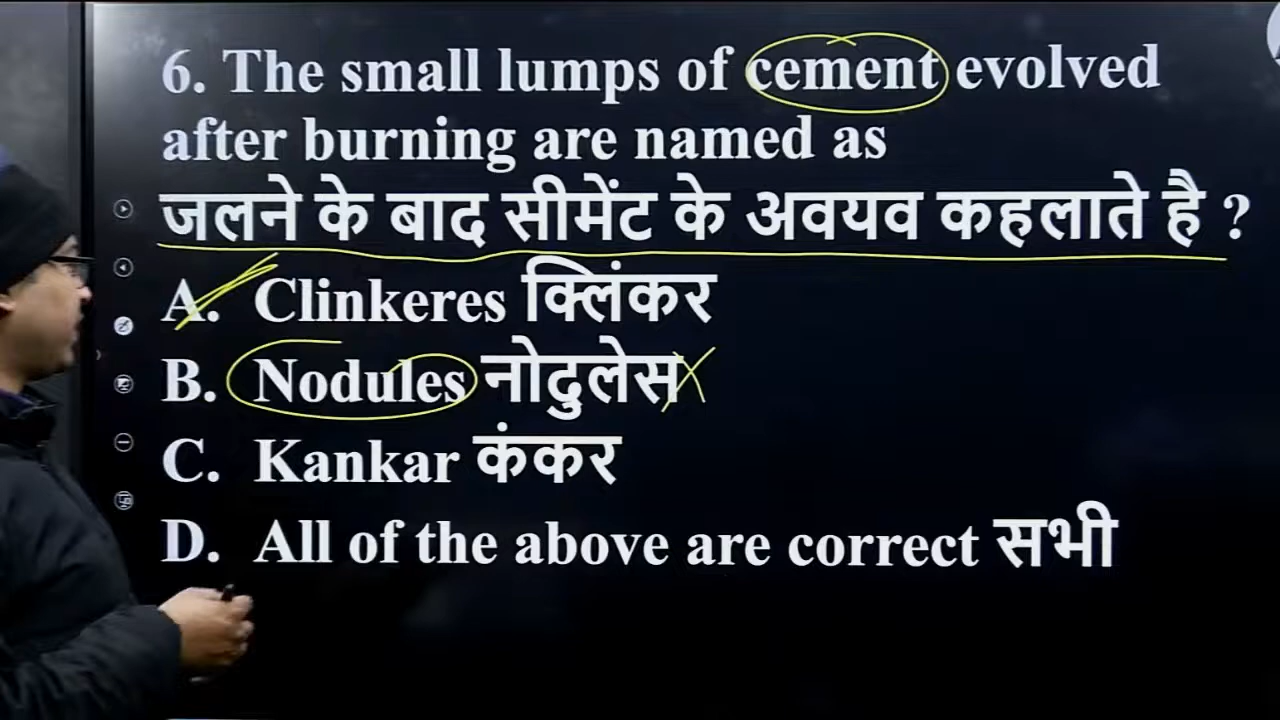 6. The small lumps of cement evolved
after burning are named as
जलने के बाद सीमेंट के अवयव कहलाते है ?
A. Clinkeres क्लिंकर
B. Nodules नोदुलेस
C. Kankar कंकर
D. All of the above are correct सभी